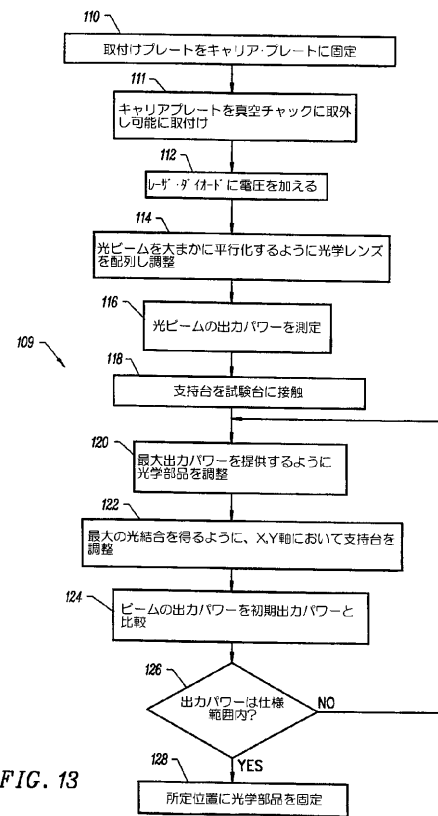 110
取付けプレートをキャリア・プレートに固定
111
キャリアプレートを真空チャックに取外
し可能に取付け
112
レーザ・ダイオードに電圧を加える
114
光ビームを大まかに平行化するように光学レンズ
を配列し調整
116
光ビームの出力パワーを測定
109
118
支持台を試験台に接触
120
最大出力パワーを提供するように
光学部品を調整
122
最大の光結合を得るように、X,Y軸において支持台を
調整
124
ビームの出力パワーを初期出力パワーと
比較
126
出力パワーは仕様
範囲内?
NO
YES
128
所定位置に光学部品を固定
FIG. 13